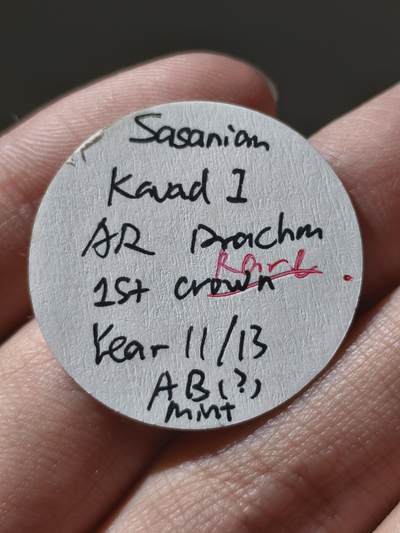 Sasanian
Kavad I
AR Drachm
Rare
1st crown
Year 11/13
AB(?)
mint